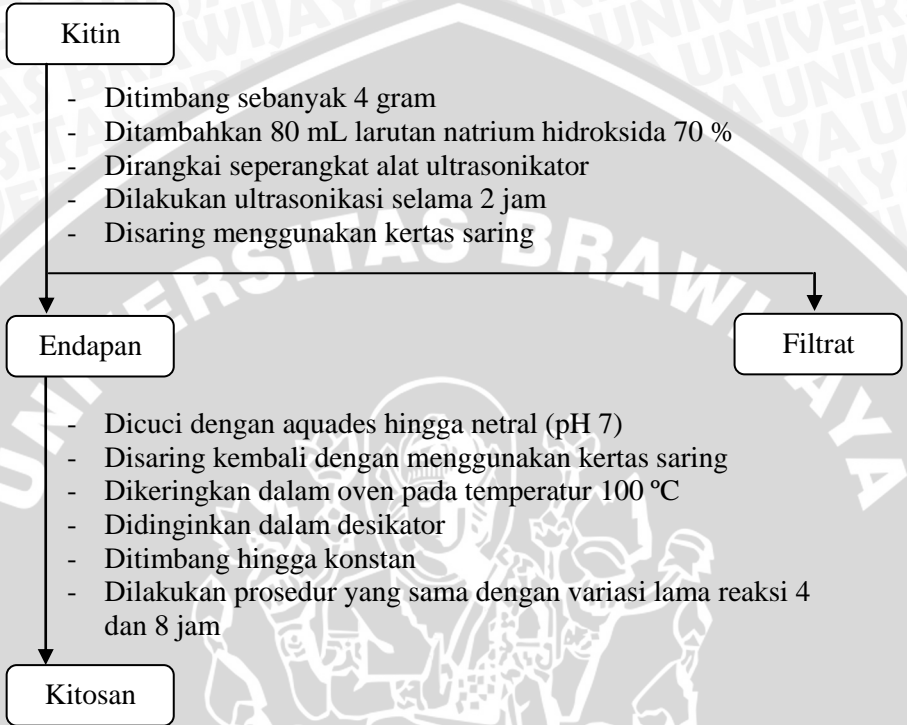 Kitin
- Ditimbang sebanyak 4 gram
- Ditambahkan 80 mL larutan natrium hidroksida 70 %
- Dirangkai seperangkat alat ultrasonikator
- Dilakukan ultrasonikasi selama 2 jam
- Disaring menggunakan kertas saring
UNIVERSITAS BRAWIJAYA
Endapan
Filtrat
- Dicuci dengan aquades hingga netral (pH 7)
- Disaring kembali dengan menggunakan kertas saring
- Dikeringkan dalam oven pada temperatur 100 ºC
- Didinginkan dalam desikator
- Ditimbang hingga konstan
- Dilakukan prosedur yang sama dengan variasi lama reaksi 4
dan 8 jam
Kitosan